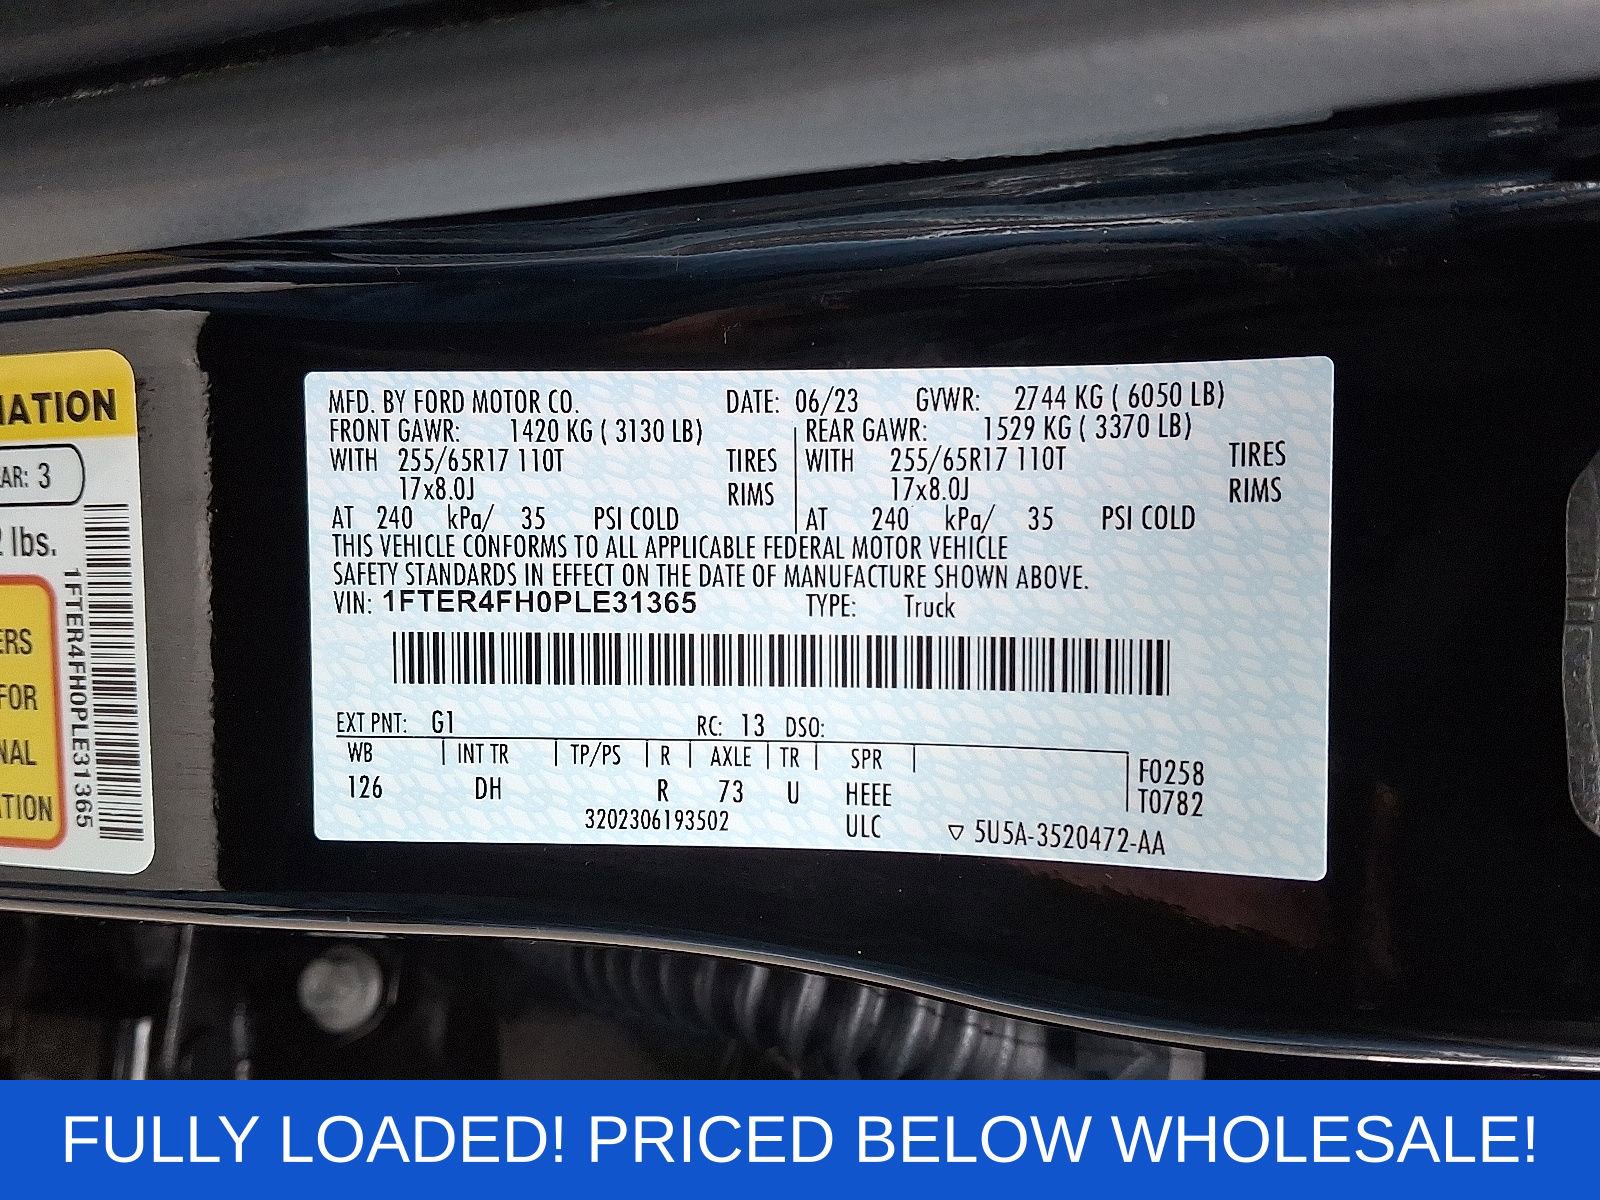 MATION
AR: 3
2 lbs.
ERS
FOR
NAL
ATION
1FTER4FH0PLE31365
MFD. BY FORD MOTOR CO. DATE: 06/23 GVWR: 2744 KG ( 6050 LB)
FRONT GAWR: 1420 KG ( 3130 LB) REAR GAWR: 1529 KG ( 3370 LB)
WITH 255/65R17 110T TIRES WITH 255/65R17 110T TIRES
17x8.0J RIMS 17x8.0J RIMS
AT 240 kPa/ 35 PSI COLD AT 240 kPa/ 35 PSI COLD
THIS VEHICLE CONFORMS TO ALL APPLICABLE FEDERAL MOTOR VEHICLE
SAFETY STANDARDS IN EFFECT ON THE DATE OF MANUFACTURE SHOWN ABOVE.
VIN: 1FTER4FH0PLE31365 TYPE: Truck
EXT PNT: G1 RC: 13 DSO:
WB INT TR TP/PS R AXLE TR SPR F0258
126 DH R 73 U HEEE T0782
3202306193502 ULC ▽ 5U5A-3520472-AA
FULLY LOADED! PRICED BELOW WHOLESALE!